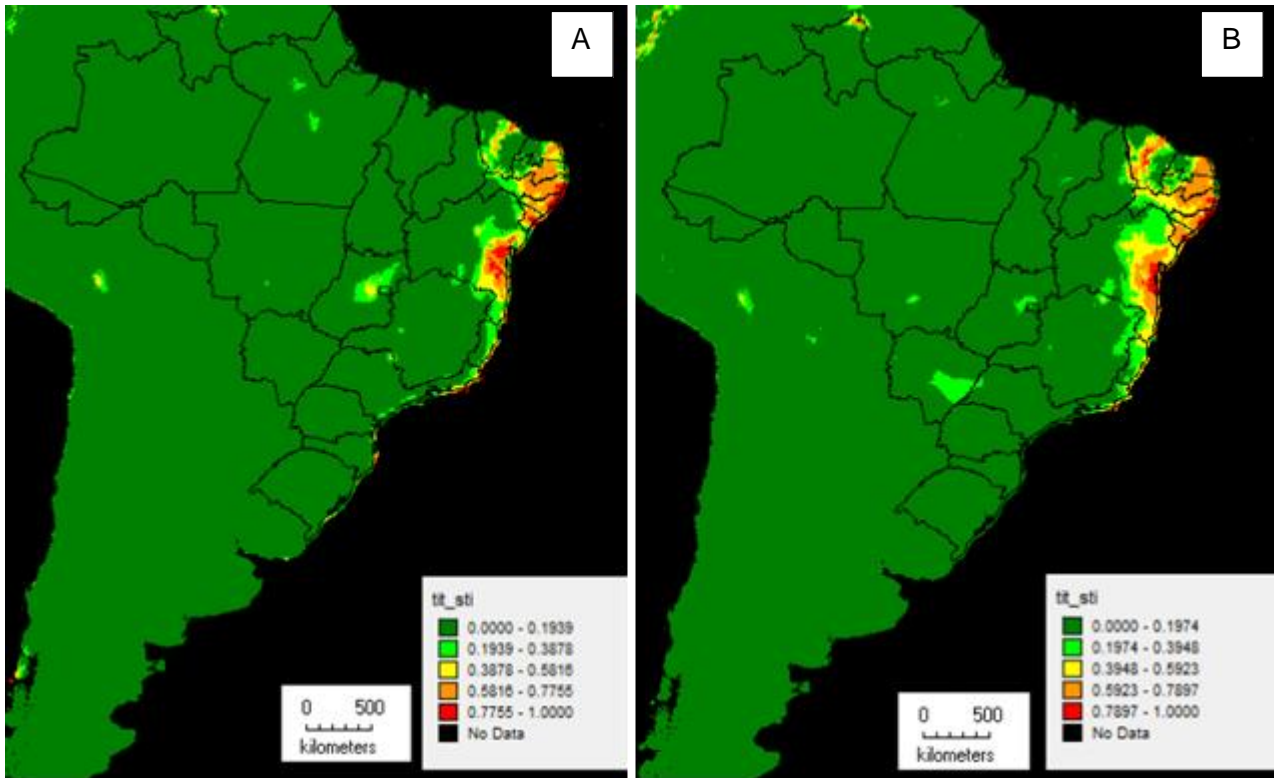 A
tit_sti
0.0000 - 0.1939
0.1939 - 0.3878
0.3878 - 0.5816
0.5816 - 0.7755
0.7755 - 1.0000
No Data
0 500
kilometers
B
tit_sti
0.0000 - 0.1974
0.1974 - 0.3948
0.3948 - 0.5923
0.5923 - 0.7897
0.7897 - 1.0000
No Data
0 500
kilometers